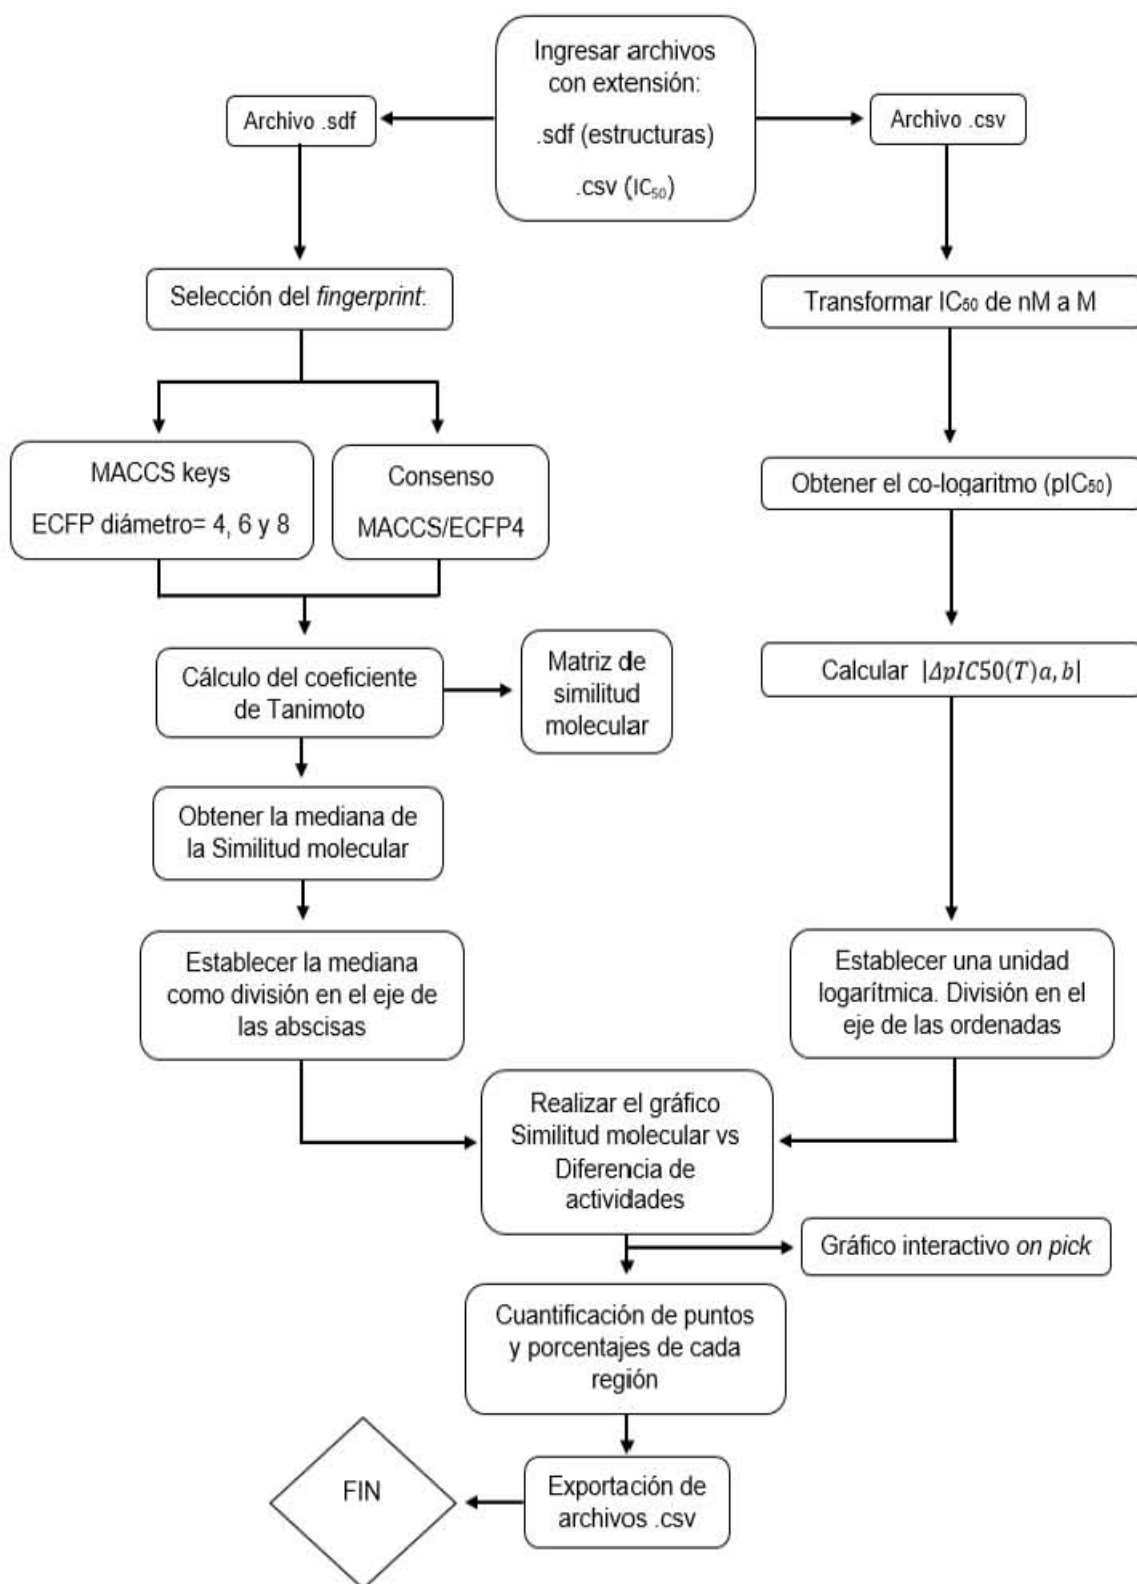 Ingresar archivos
con extensión:
.sdf (estructuras)
.csv (IC₅₀)
Archivo .sdf
Archivo .csv
Selección del fingerprint:
Transformar IC₅₀ de nM a M
MACCS keys
ECFP diámetro= 4, 6 y 8
Consenso
MACCS/ECFP4
Obtener el co-logaritmo (pIC₅₀)
Cálculo del coeficiente
de Tanimoto
Matriz de
similitud
molecular
Calcular |ΔpIC50(T)a, b|
Obtener la mediana de
la Similitud molecular
Establecer la mediana
como división en el eje de
las abscisas
Establecer una unidad
logarítmica. División en el
eje de las ordenadas
Realizar el gráfico
Similitud molecular vs
Diferencia de
actividades
Gráfico interactivo on pick
Cuantificación de puntos
y porcentajes de cada
región
Exportación de
archivos .csv
FIN